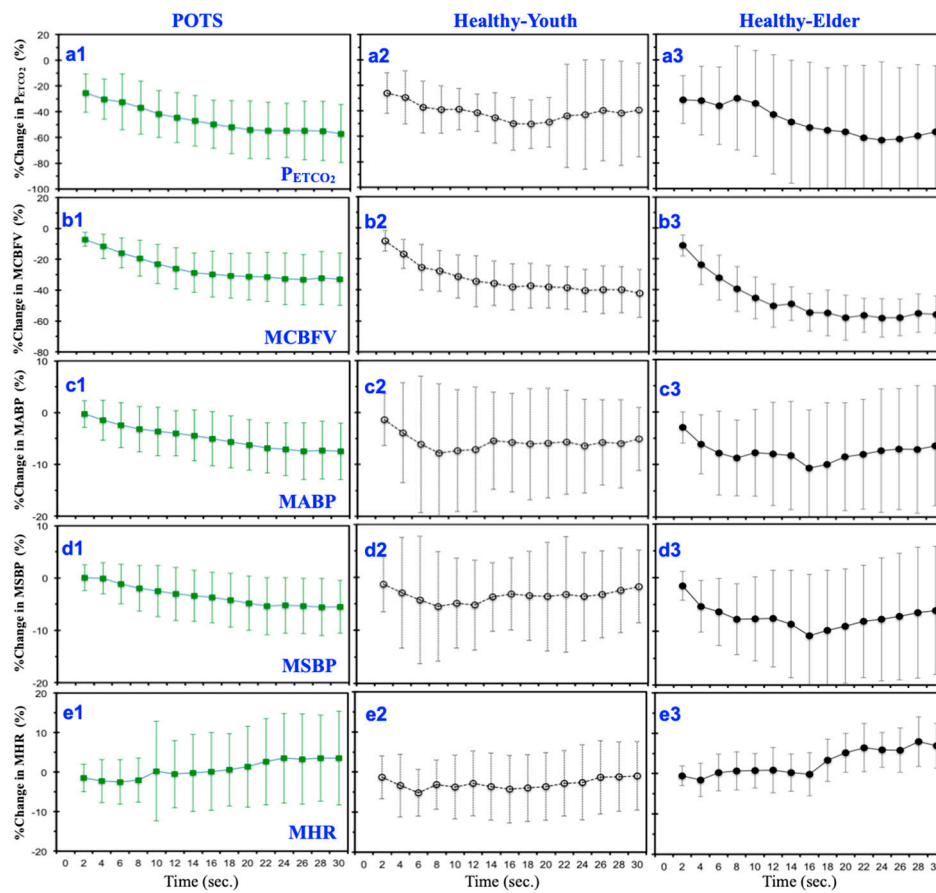 POTS Healthy-Youth Healthy-Elder
%Change in PETCO2 (%)
20
0
-20
-40
-60
-80
-100
a1 a2 a3
PETCO2
%Change in MCBFV (%)
20
0
-20
-40
-60
-80
b1 b2 b3
MCBFV
%Change in MABP (%)
10
0
-10
-20
c1 c2 c3
MABP
%Change in MSBP (%)
10
0
-10
-20
d1 d2 d3
MSBP
%Change in MHR (%)
20
10
0
-10
-20
e1 e2 e3
MHR
0 2 4 6 8 10 12 14 16 18 20 22 24 26 28 30 0 2 4 6 8 10 12 14 16 18 20 22 24 26 28 30 0 2 4 6 8 10 12 14 16 18 20 22 24 26 28 30
Time (sec.) Time (sec.) Time (sec.)